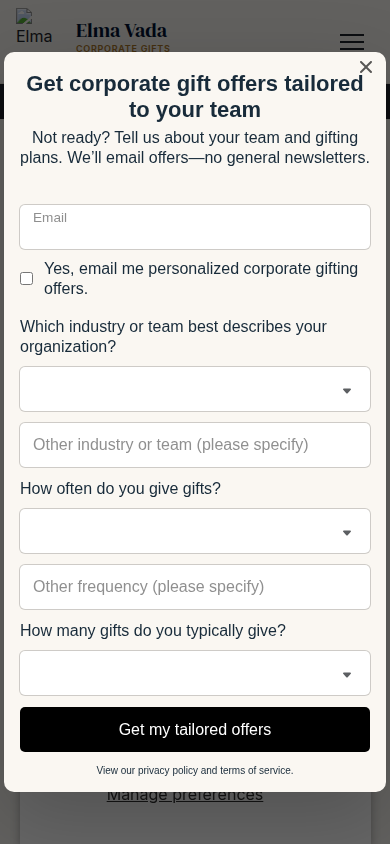 Elma
Elma Vada
CORPORATE GIFTS
Get corporate gift offers tailored
to your team
Not ready? Tell us about your team and gifting
plans. We’ll email offers—no general newsletters.
Email
Yes, email me personalized corporate gifting
offers.
Which industry or team best describes your
organization?
Other industry or team (please specify)
How often do you give gifts?
Other frequency (please specify)
How many gifts do you typically give?
Get my tailored offers
View our privacy policy and terms of service.
Manage preferences